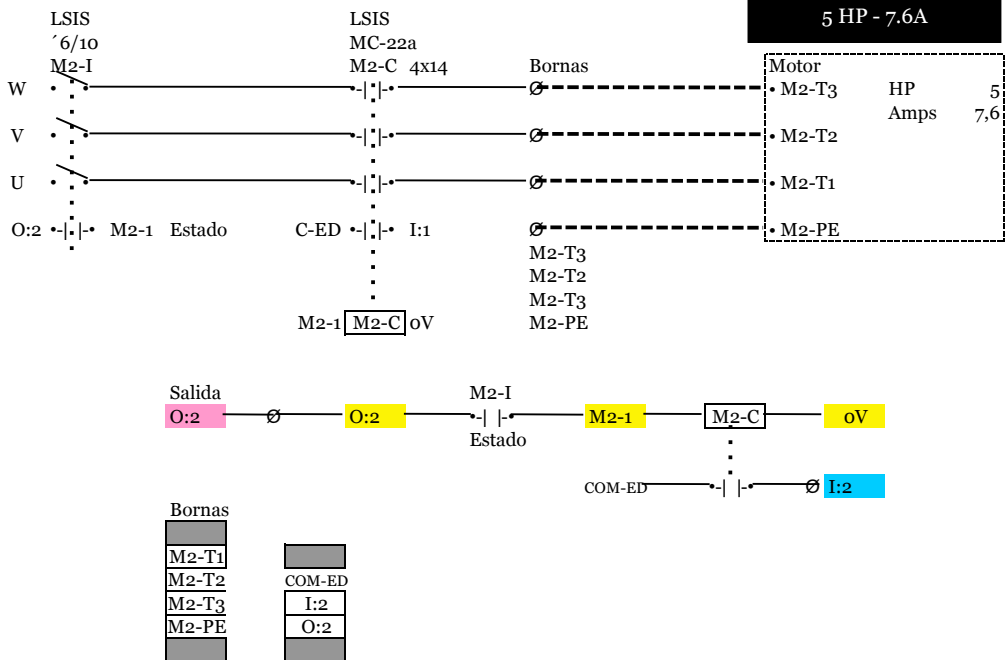 5 HP - 7.6A
LSIS LSIS
´6/10 MC-22a
M2-I M2-C 4x14 Bornas Motor
W M2-T3 HP 5
Amps 7,6
V M2-T2
U M2-T1
O:2 M2-1 Estado C-ED I:1 M2-PE
M2-T3
M2-T2
M2-T3
M2-PE
M2-1 M2-C 0V
Salida M2-I
O:2 O:2 M2-1 M2-C 0V
Estado
COM-ED I:2
Bornas
M2-T1
M2-T2 COM-ED
M2-T3 I:2
M2-PE O:2